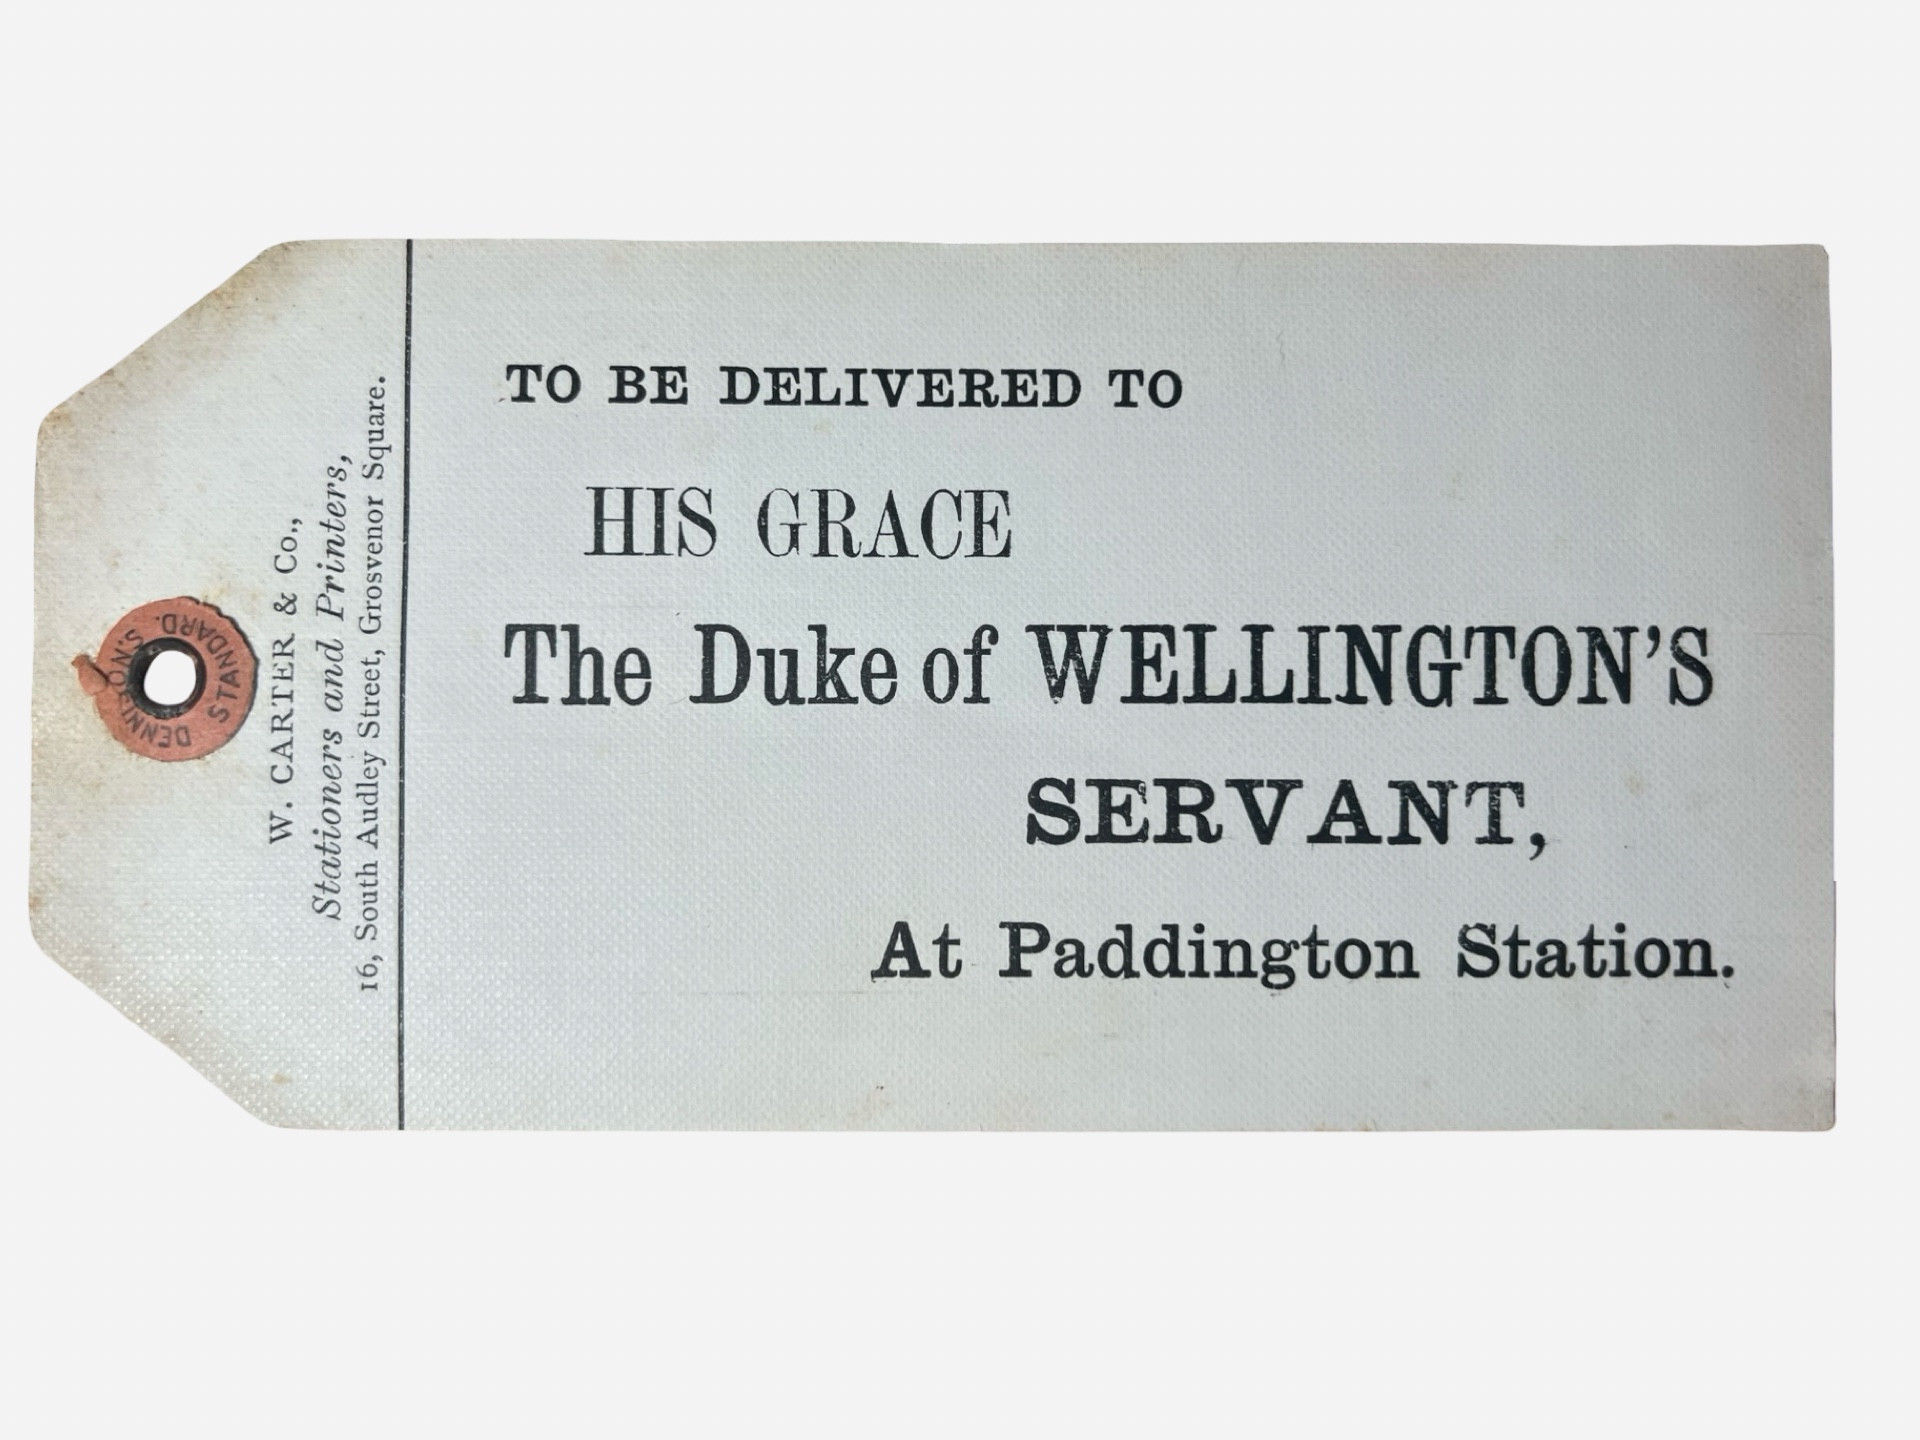 TO BE DELIVERED TO
HIS GRACE
The Duke of WELLINGTON'S
SERVANT,
At Paddington Station.
W. CARTER & Co.,
Stationers and Printers,
16, South Audley Street, Grosvenor Square.
DENNISON'S.
STANDARD.